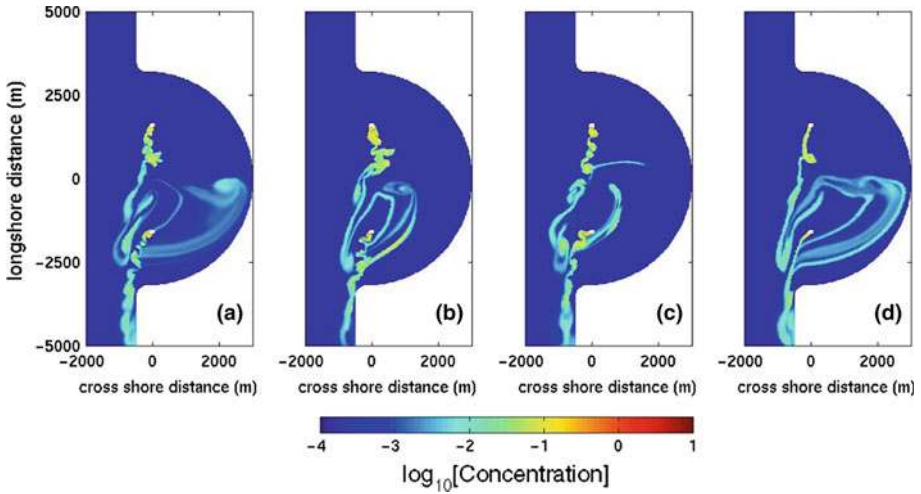 5000
2500
0
−2500
−5000
longshore distance (m)
(a)
(b)
(c)
(d)
−2000 0 2000
−2000 0 2000
−2000 0 2000
−2000 0 2000
cross shore distance (m)
cross shore distance (m)
cross shore distance (m)
cross shore distance (m)
−4 −3 −2 −1 0 1
log10[Concentration]